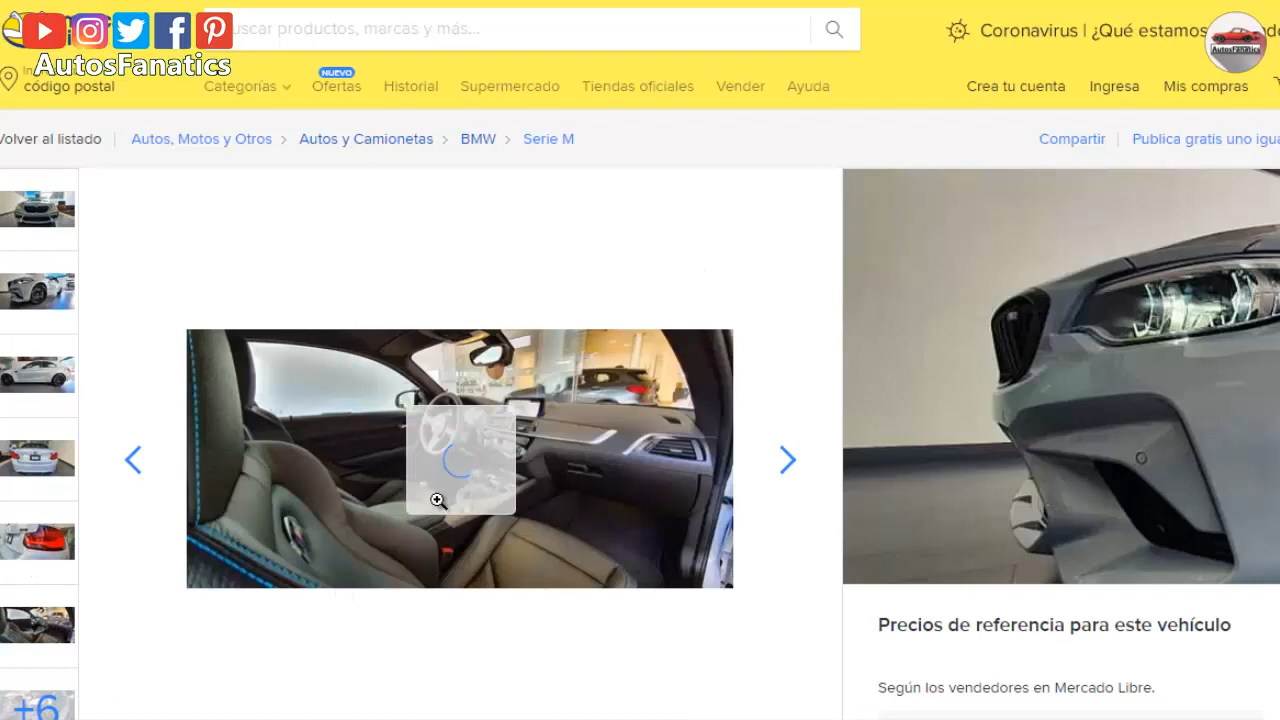 uscar productos, marcas y más...
Coronavirus | ¿Qué estamos
AutosFanatics
código postal
Categorías
NUEVO
Ofertas
Historial
Supermercado
Tiendas oficiales
Vender
Ayuda
Crea tu cuenta
Ingresa
Mis compras
Volver al listado
Autos, Motos y Otros
Autos y Camionetas
BMW
Serie M
Compartir
Publica gratis uno igua
+6
Precios de referencia para este vehículo
Según los vendedores en Mercado Libre.